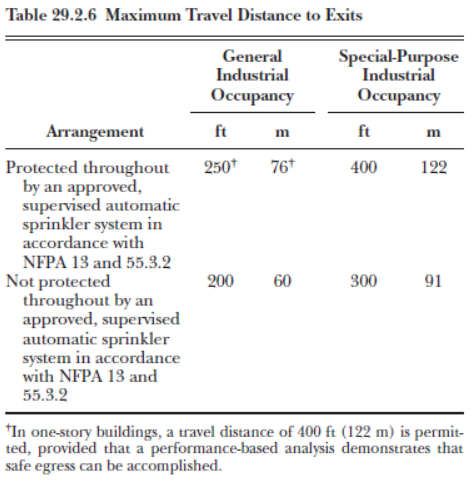 Table 29.2.6 Maximum Travel Distance to Exits
General Industrial Occupancy
Special-Purpose Industrial Occupancy
Arrangement ft m ft m
Protected throughout 250† 76† 400 122
by an approved,
supervised automatic
sprinkler system in
accordance with
NFPA 13 and 55.3.2
Not protected 200 60 300 91
throughout by an
approved, supervised
automatic sprinkler
system in accordance
with NFPA 13 and
55.3.2
†In one-story buildings, a travel distance of 400 ft (122 m) is permit-
ted, provided that a performance-based analysis demonstrates that
safe egress can be accomplished.